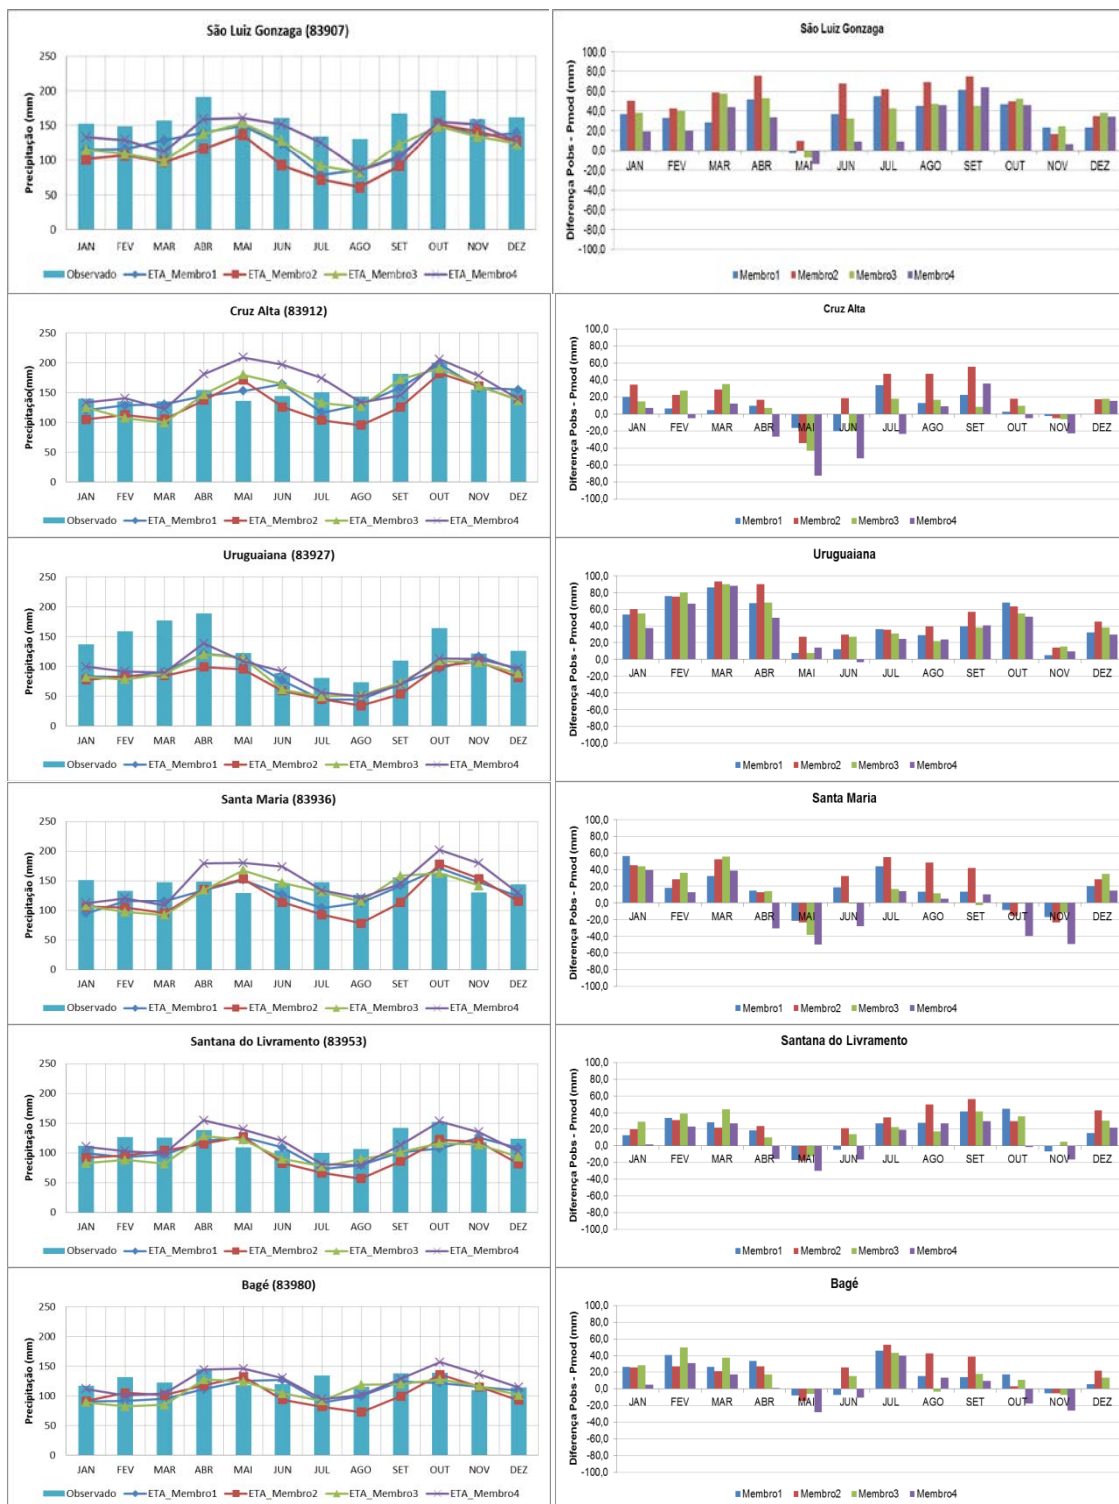 São Luiz Gonzaga (83907)
Precipitação (mm)
250
200
150
100
50
0
JAN FEV MAR ABR MAI JUN JUL AGO SET OUT NOV DEZ
Observado ETA_Membro1 ETA_Membro2 ETA_Membro3 ETA_Membro4
São Luiz Gonzaga
Diferença Pobs - Pmod (mm)
100,0
80,0
60,0
40,0
20,0
0,0
-20,0
-40,0
-60,0
-80,0
-100,0
JAN FEV MAR ABR MAI JUN JUL AGO SET OUT NOV DEZ
Membro1 Membro2 Membro3 Membro4
Cruz Alta (83912)
Precipitação(mm)
250
200
150
100
50
0
JAN FEV MAR ABR MAI JUN JUL AGO SET OUT NOV DEZ
Observado ETA_Membro1 ETA_Membro2 ETA_Membro3 ETA_Membro4
Cruz Alta
Diferença Pobs - Pmod (mm)
100,0
80,0
60,0
40,0
20,0
0,0
-20,0
-40,0
-60,0
-80,0
-100,0
JAN FEV MAR ABR MAI JUN JUL AGO SET OUT NOV DEZ
Membro1 Membro2 Membro3 Membro4
Uruguaiana (83927)
Precipitação (mm)
250
200
150
100
50
0
JAN FEV MAR ABR MAI JUN JUL AGO SET OUT NOV DEZ
Observado ETA_Membro1 ETA_Membro2 ETA_Membro3 ETA_Membro4
Uruguaiana
Diferença Pobs - Pmod (mm)
100,0
80,0
60,0
40,0
20,0
0,0
-20,0
-40,0
-60,0
-80,0
-100,0
JAN FEV MAR ABR MAI JUN JUL AGO SET OUT NOV DEZ
Membro1 Membro2 Membro3 Membro4
Santa Maria (83936)
Precipitação (mm)
250
200
150
100
50
0
JAN FEV MAR ABR MAI JUN JUL AGO SET OUT NOV DEZ
Observado ETA_Membro1 ETA_Membro2 ETA_Membro3 ETA_Membro4
Santa Maria
Diferença Pobs - Pmod (mm)
100,0
80,0
60,0
40,0
20,0
0,0
-20,0
-40,0
-60,0
-80,0
-100,0
JAN FEV MAR ABR MAI JUN JUL AGO SET OUT NOV DEZ
Membro1 Membro2 Membro3 Membro4
Santana do Livramento (83953)
Precipitação (mm)
250
200
150
100
50
0
JAN FEV MAR ABR MAI JUN JUL AGO SET OUT NOV DEZ
Observado ETA_Membro1 ETA_Membro2 ETA_Membro3 ETA_Membro4
Santana do Livramento
Diferença Pobs - Pmod (mm)
100,0
80,0
60,0
40,0
20,0
0,0
-20,0
-40,0
-60,0
-80,0
-100,0
JAN FEV MAR ABR MAI JUN JUL AGO SET OUT NOV DEZ
Membro1 Membro2 Membro3 Membro4
Bagé (83980)
Precipitação (mm)
250
200
150
100
50
0
JAN FEV MAR ABR MAI JUN JUL AGO SET OUT NOV DEZ
Observado ETA_Membro1 ETA_Membro2 ETA_Membro3 ETA_Membro4
Bagé
Diferença Pobs - Pmod (mm)
100,0
80,0
60,0
40,0
20,0
0,0
-20,0
-40,0
-60,0
-80,0
-100,0
JAN FEV MAR ABR MAI JUN JUL AGO SET OUT NOV DEZ
Membro1 Membro2 Membro3 Membro4